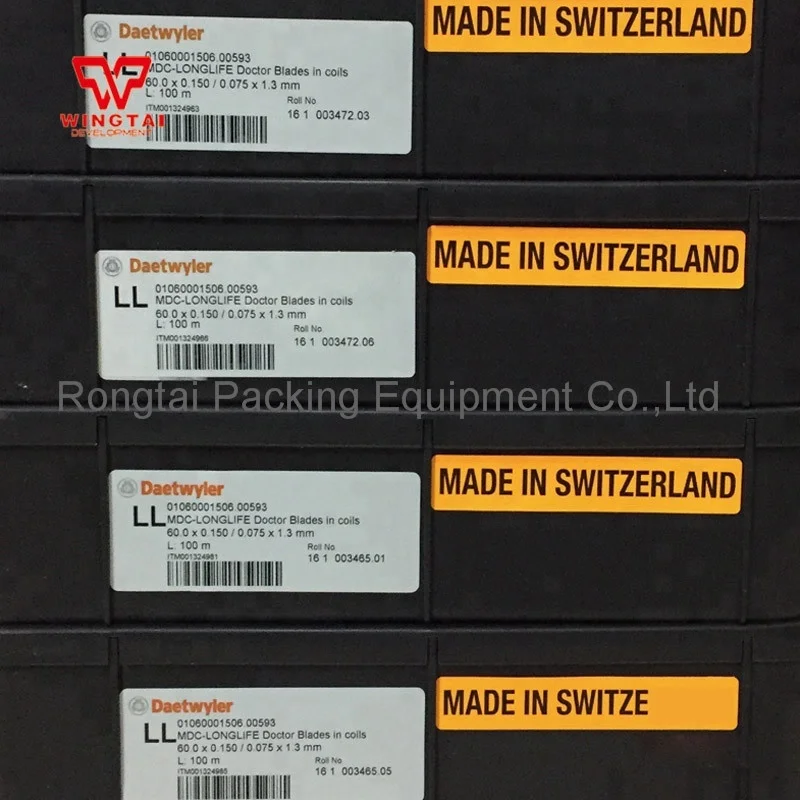 Daetwyler
MADE IN SWITZERLAND
LL
01060001506.00593
MDC-LONGLIFE Doctor Blades in coils
60.0 x 0.150 / 0.075 x 1.3 mm
L: 100 m
Roll No
ITM001324963
16 1 003472.03
WINGTAI
DEVELOPMENT
Daetwyler
MADE IN SWITZERLAND
LL
01060001506.00593
MDC-LONGLIFE Doctor Blades in coils
60.0 x 0.150 / 0.075 x 1.3 mm
L: 100 m
Roll No
ITM001324966
16 1 003472.06
Rongtai Packing Equipment Co.,Ltd
Daetwyler
MADE IN SWITZERLAND
LL
01060001506.00593
MDC-LONGLIFE Doctor Blades in coils
60.0 x 0.150 / 0.075 x 1.3 mm
L: 100 m
Roll No
ITM001324981
16 1 003465.01
Daetwyler
MADE IN SWITZE
LL
01060001506.00593
MDC-LONGLIFE Doctor Blades in coils
60.0 x 0.150 / 0.075 x 1.3 mm
L: 100 m
Roll No
ITM001324985
16 1 003465.05